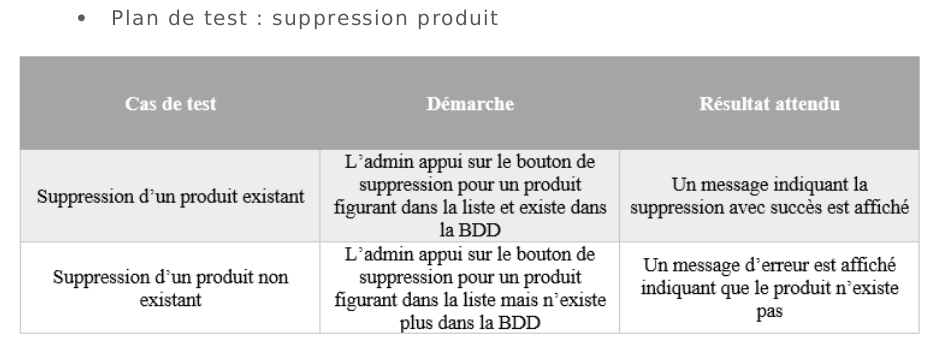 • Plan de test : suppression produit
Cas de test
Démarche
Résultat attendu
Suppression d’un produit existant
L’admin appui sur le bouton de
suppression pour un produit
figurant dans la liste et existe dans
la BDD
Un message indiquant la
suppression avec succès est affiché
Suppression d’un produit non
existant
L’admin appui sur le bouton de
suppression pour un produit
figurant dans la liste mais n’existe
plus dans la BDD
Un message d’erreur est affiché
indiquant que le produit n’existe
pas